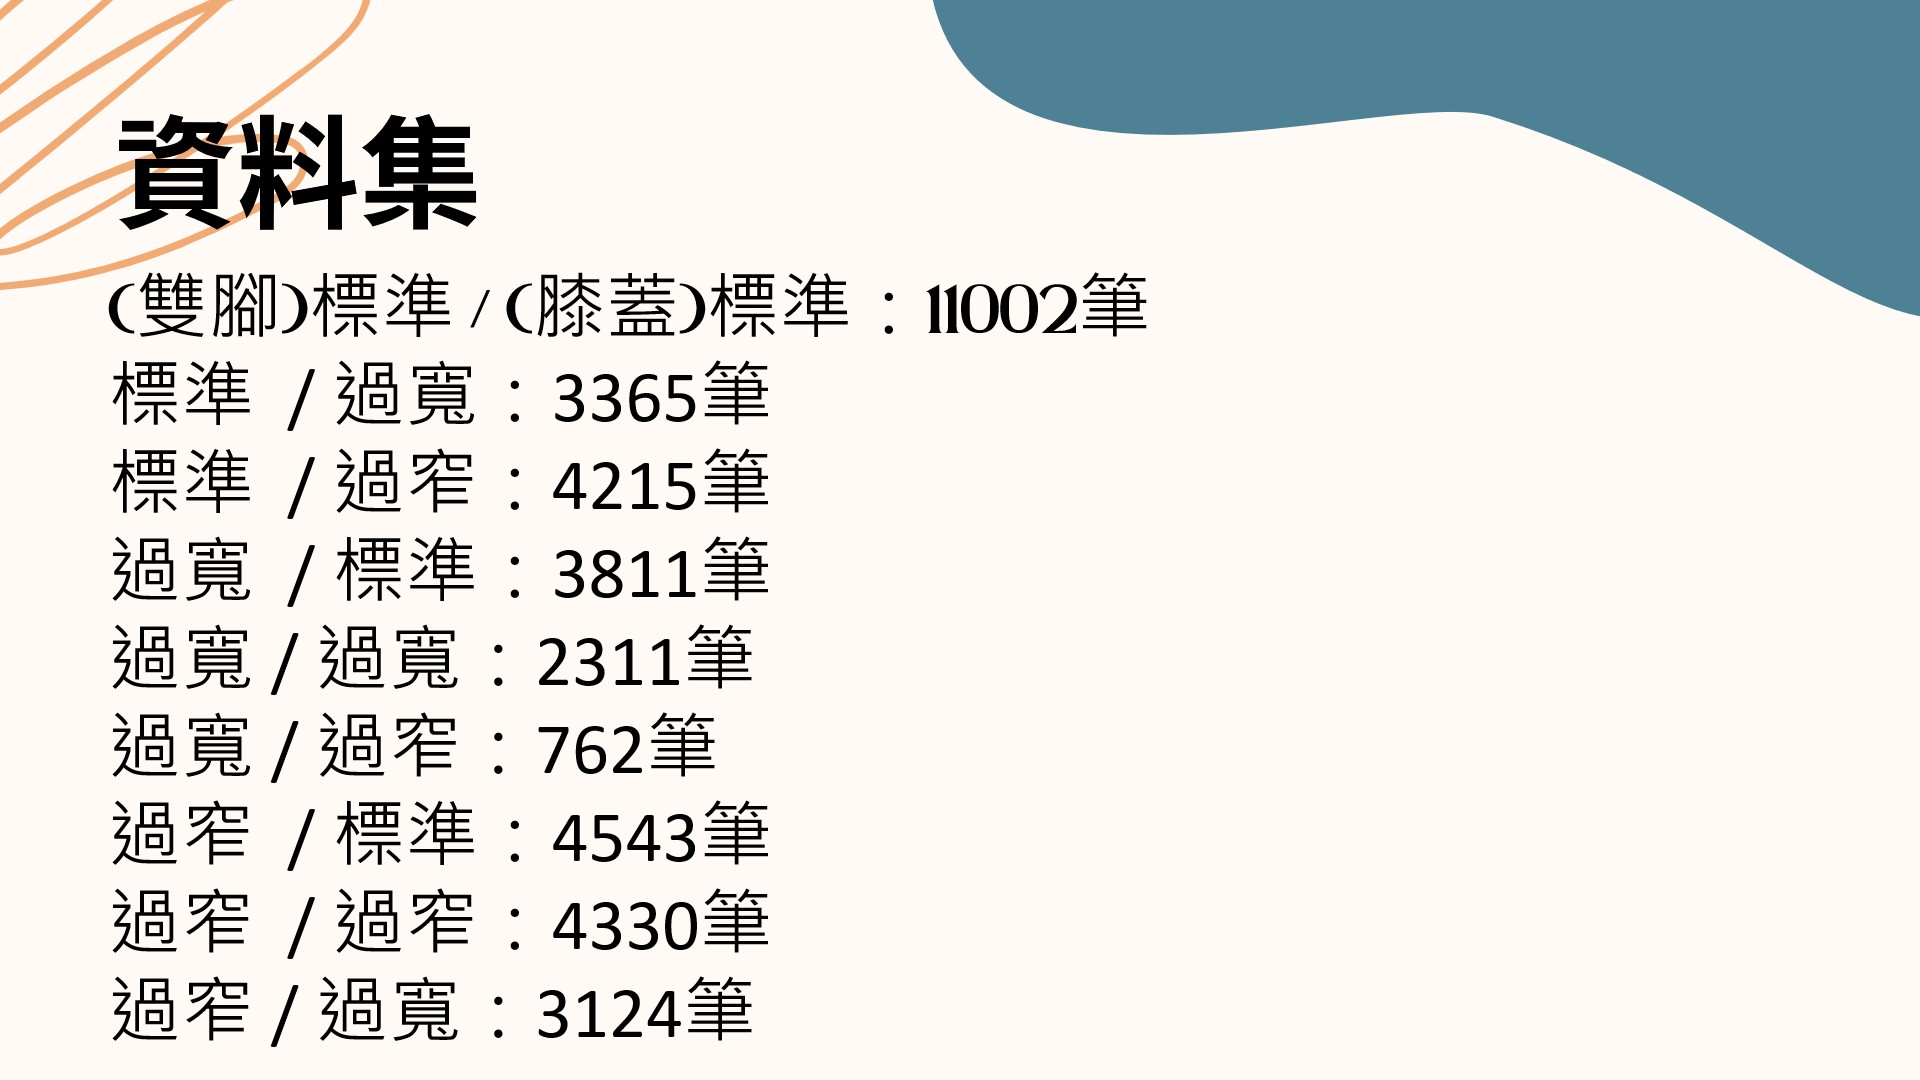 資料集
(雙腳)標準 / (膝蓋)標準：11002筆
標準 / 過寬：3365筆
標準 / 過窄：4215筆
過寬 / 標準：3811筆
過寬 / 過寬：2311筆
過寬 / 過窄：762筆
過窄 / 標準：4543筆
過窄 / 過窄：4330筆
過窄 / 過寬：3124筆